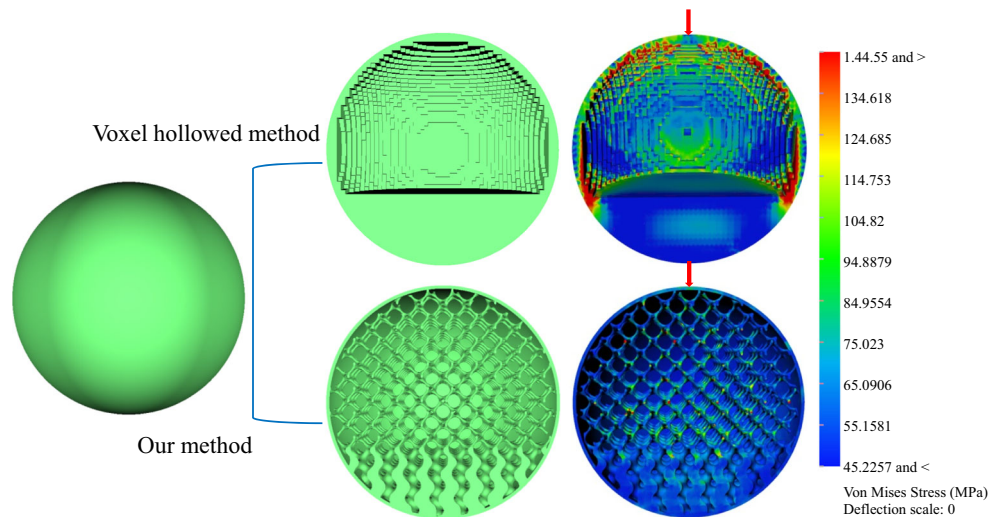 Voxel hollowed method
Our method
1.44.55 and >
134.618
124.685
114.753
104.82
94.8879
84.9554
75.023
65.0906
55.1581
45.2257 and <
Von Mises Stress (MPa)
Deflection scale: 0